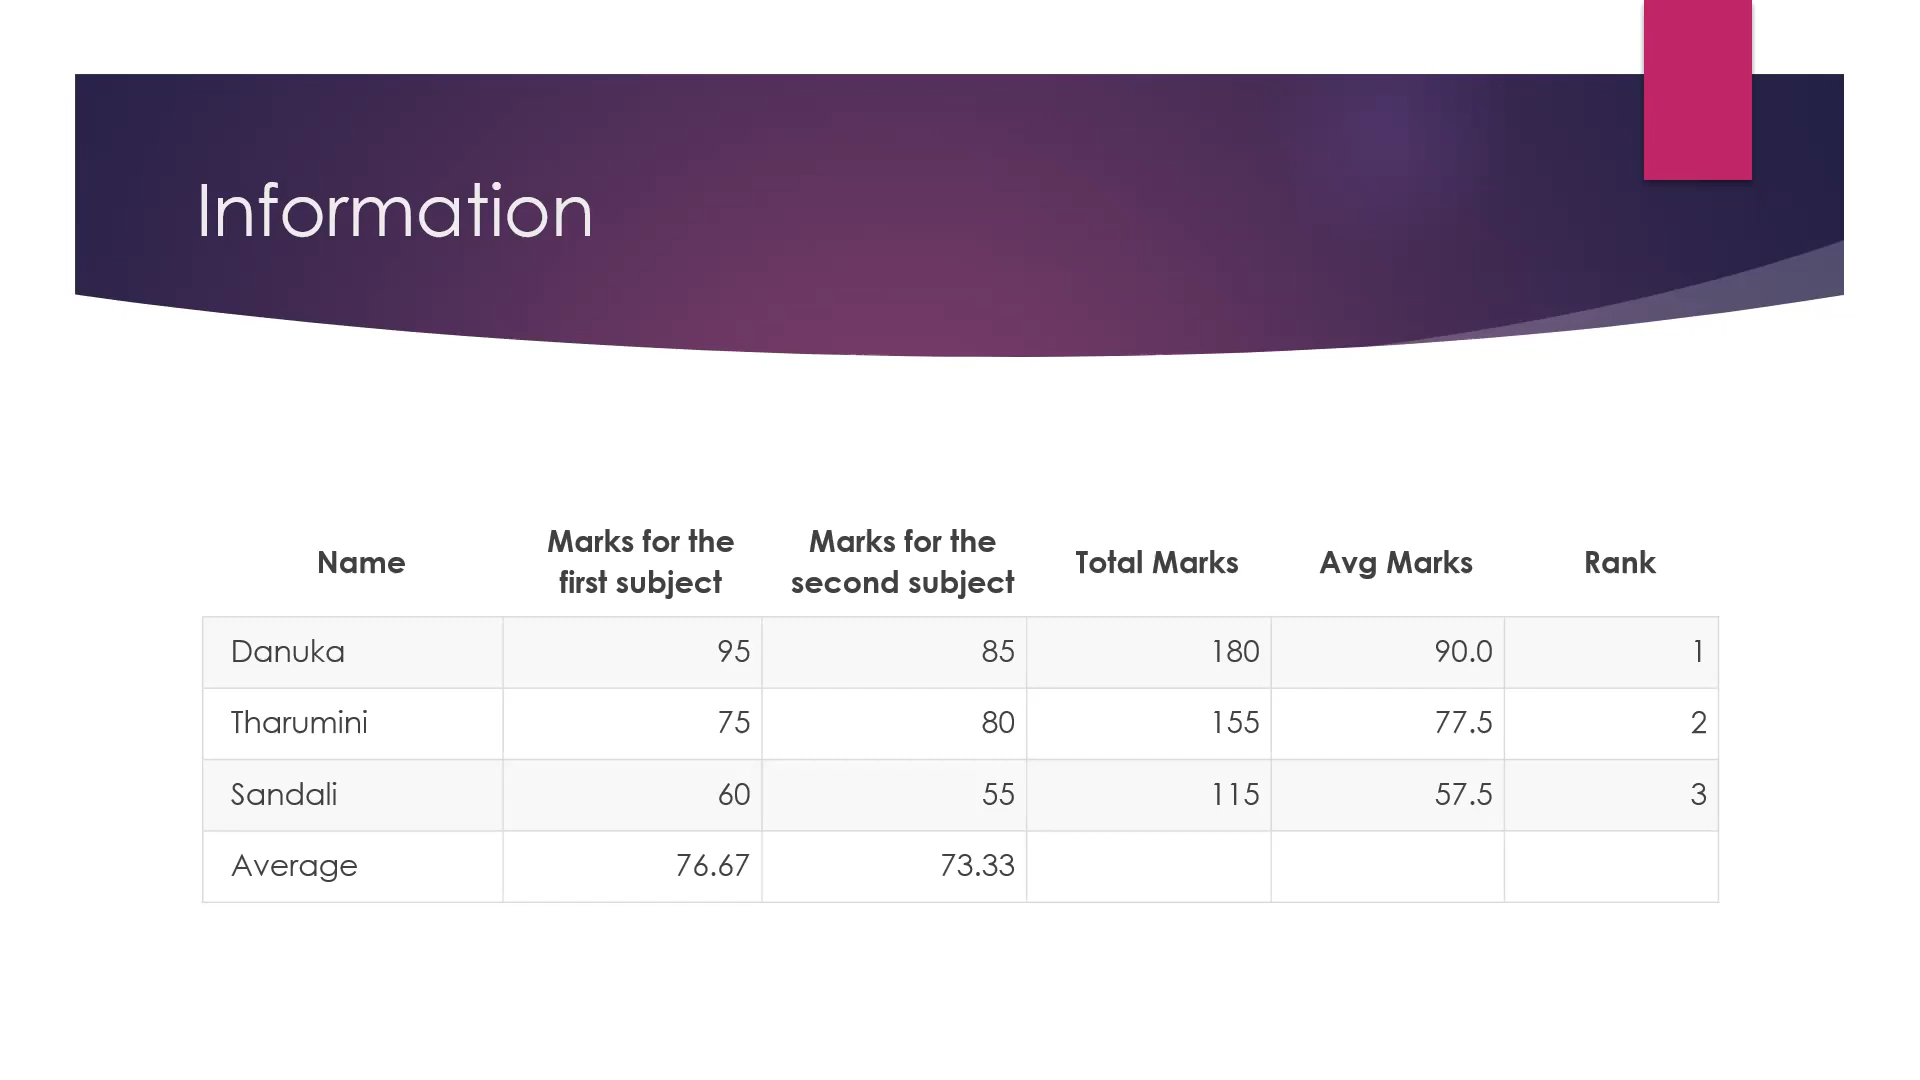 Information
Name Marks for the first subject Marks for the second subject Total Marks Avg Marks Rank
Danuka 95 85 180 90.0 1
Tharumini 75 80 155 77.5 2
Sandali 60 55 115 57.5 3
Average 76.67 73.33